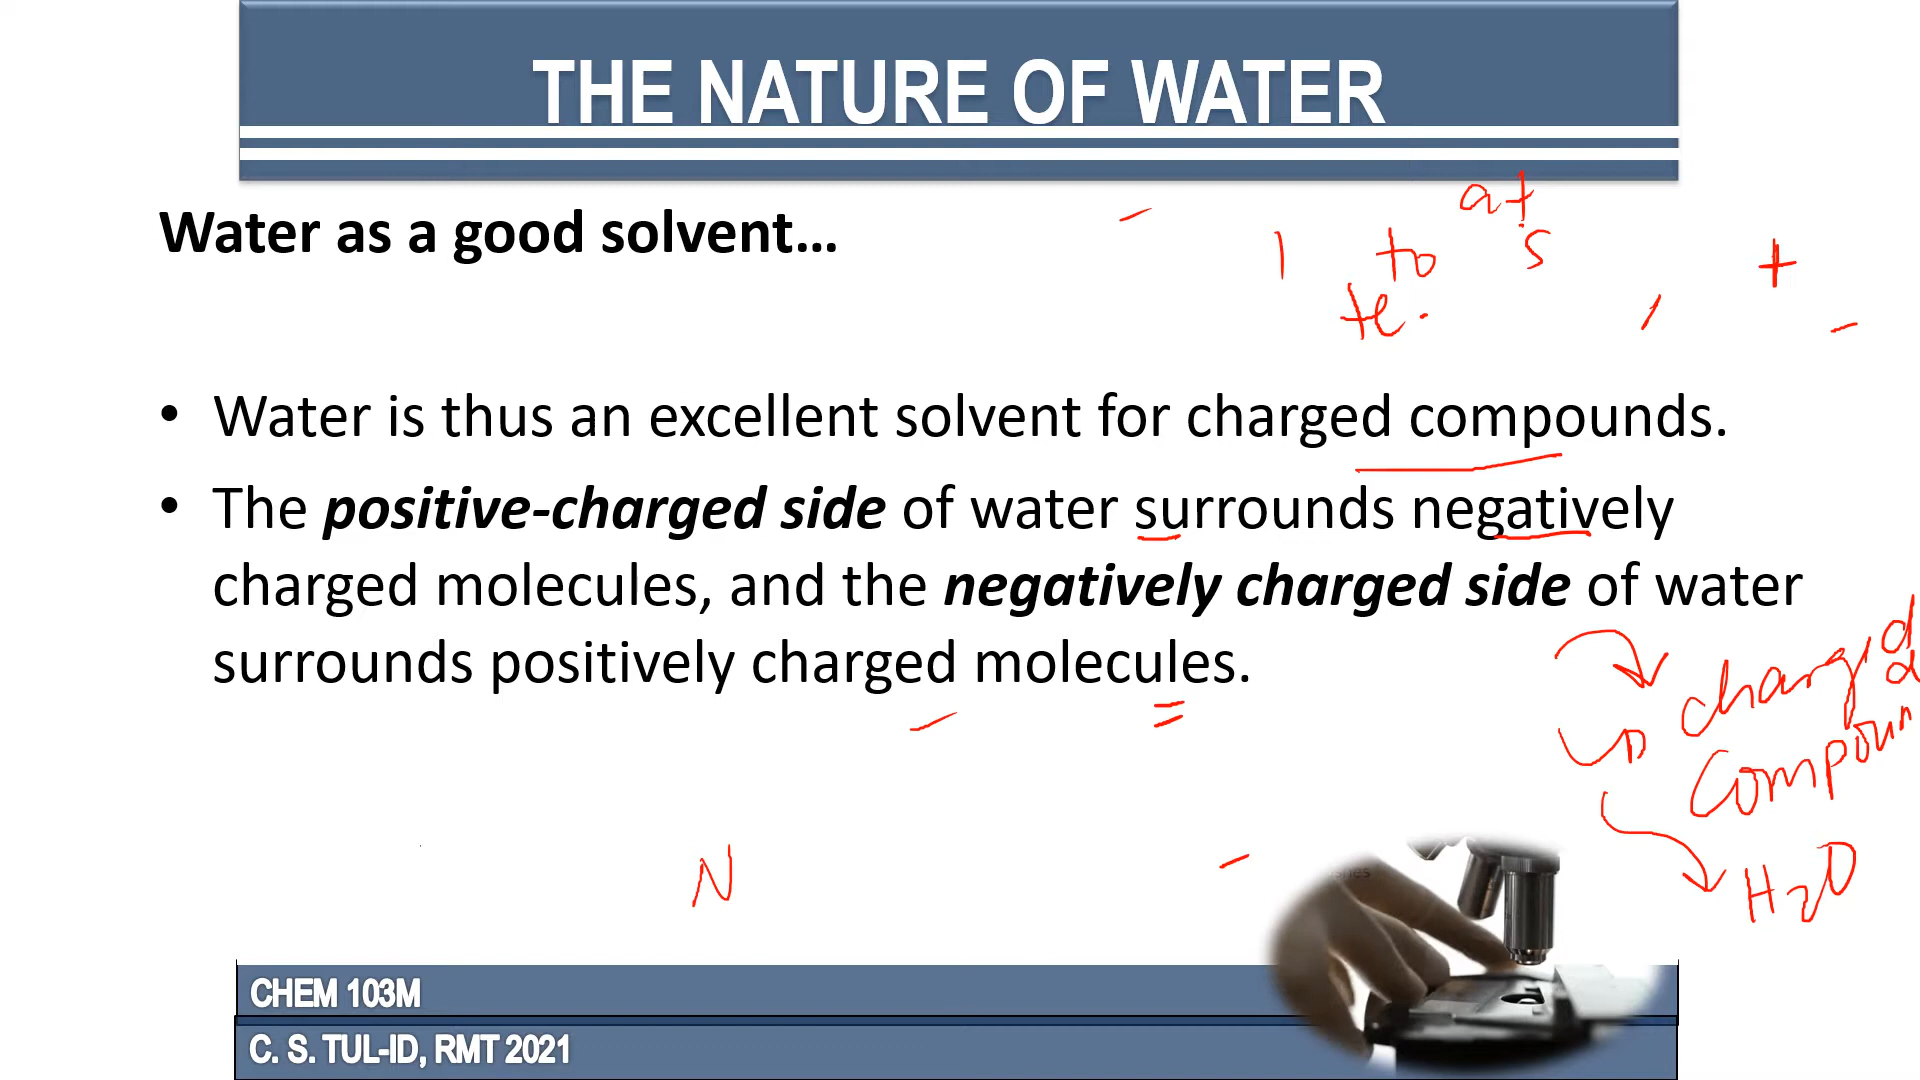 THE NATURE OF WATER
at
Water as a good solvent...
to s +
te.
• Water is thus an excellent solvent for charged compounds.
• The positive-charged side of water surrounds negatively
charged molecules, and the negatively charged side of water
surrounds positively charged molecules.
charged
compound
N
H2O
CHEM 103M
C. S. TUL-ID, RMT 2021